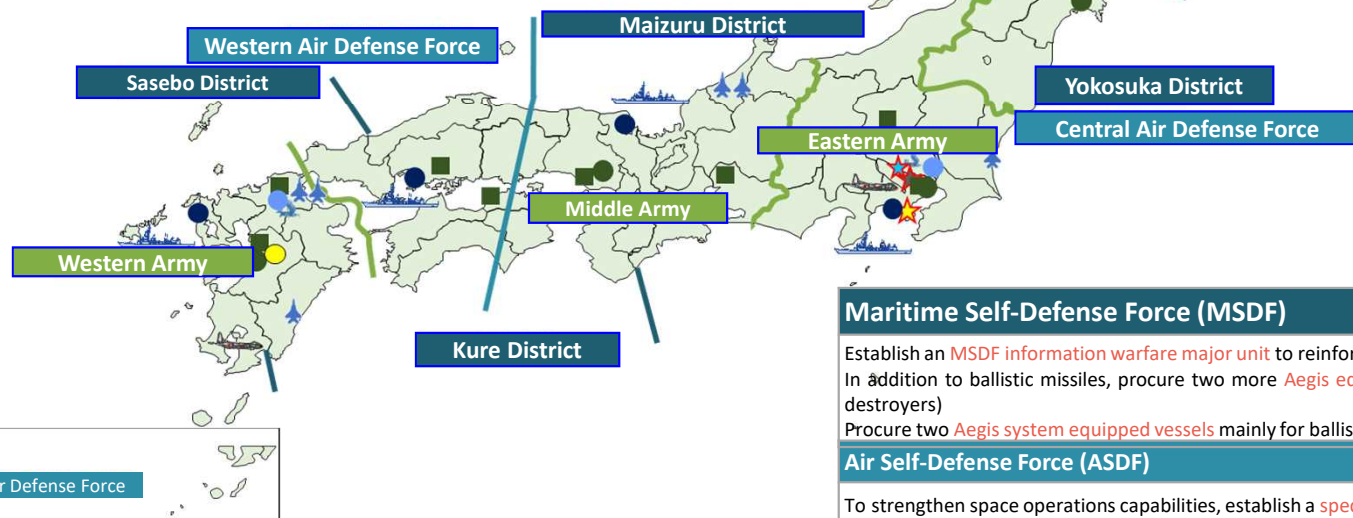 Maizuru District
Western Air Defense Force
Sasebo District
Yokosuka District
Central Air Defense Force
Eastern Army
Middle Army
Western Army
Kure District
Maritime Self-Defense Force (MSDF)
Establish an MSDF information warfare major unit to
In addition to ballistic missiles, procure two more Aegis
destroyers)
Procure two Aegis system equipped vessels mainly for
Air Defense Force
Air Self-Defense Force (ASDF)
To strengthen space operations capabilities, establish a